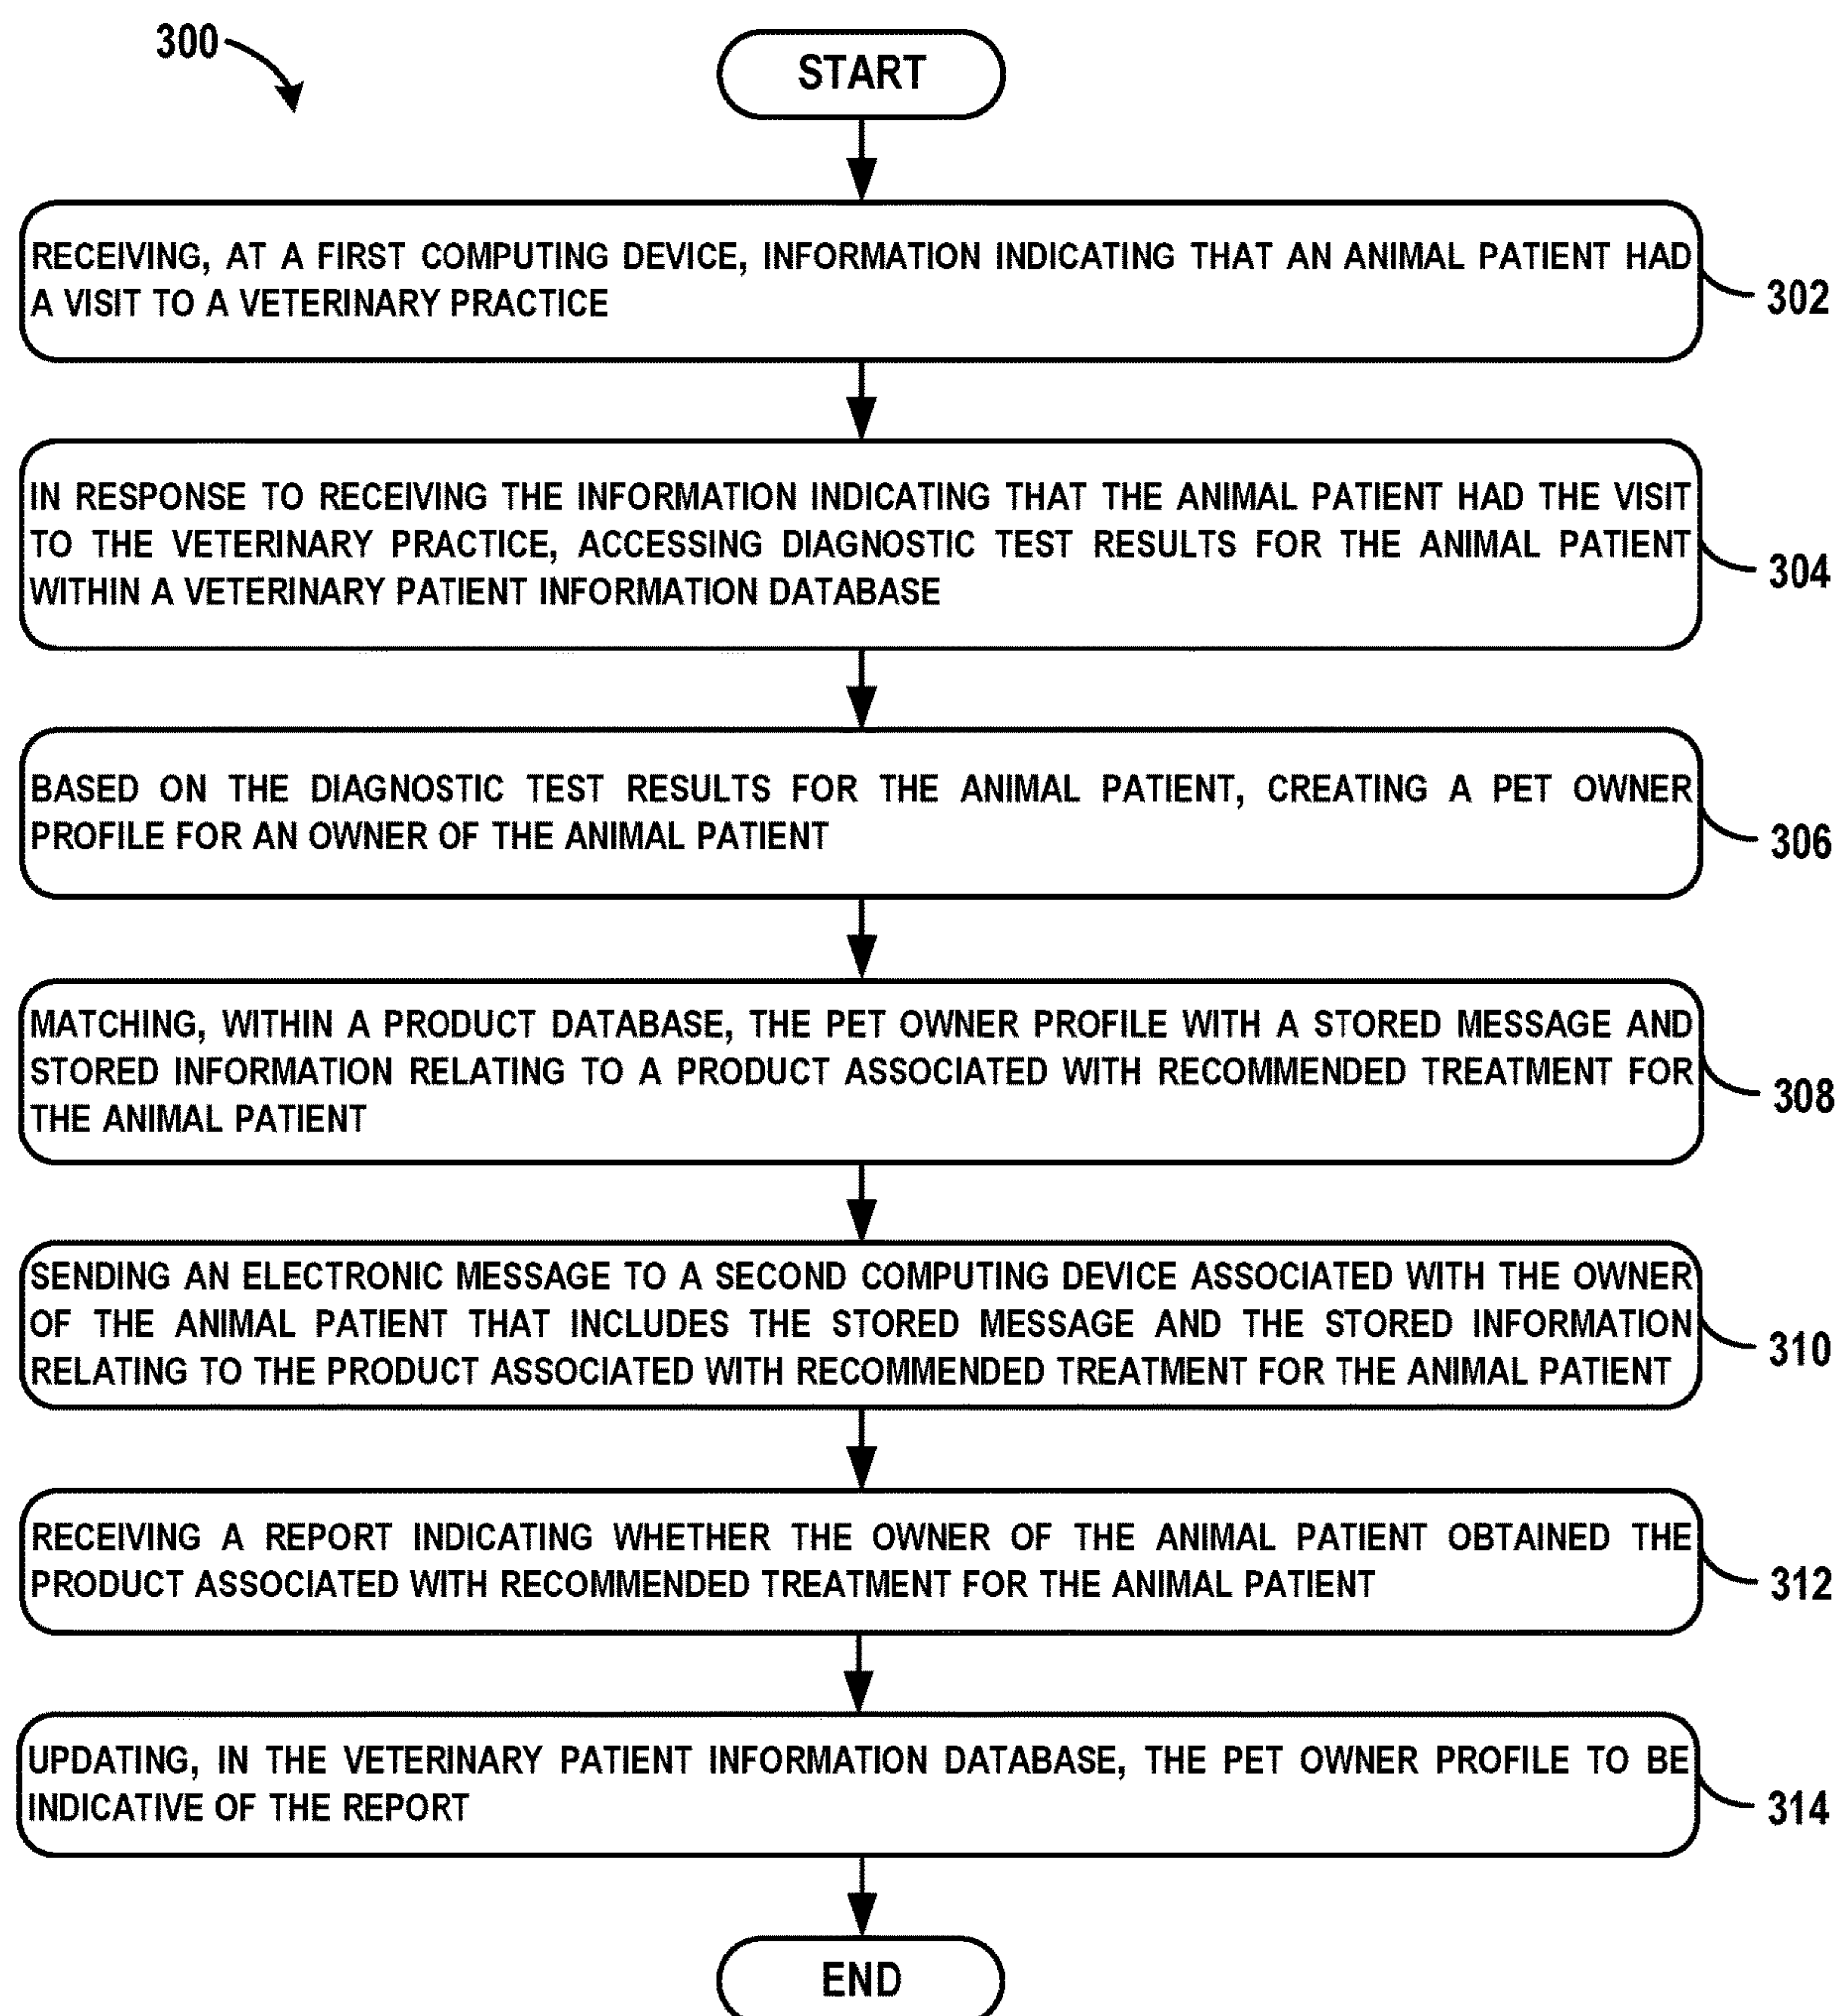 300
START
RECEIVING, AT A FIRST COMPUTING DEVICE, INFORMATION INDICATING THAT AN ANIMAL PATIENT HAD
A VISIT TO A VETERINARY PRACTICE
302
IN RESPONSE TO RECEIVING THE INFORMATION INDICATING THAT THE ANIMAL PATIENT HAD THE VISIT
TO THE VETERINARY PRACTICE, ACCESSING DIAGNOSTIC TEST RESULTS FOR THE ANIMAL PATIENT
WITHIN A VETERINARY PATIENT INFORMATION DATABASE
304
BASED ON THE DIAGNOSTIC TEST RESULTS FOR THE ANIMAL PATIENT, CREATING A PET OWNER
PROFILE FOR AN OWNER OF THE ANIMAL PATIENT
306
MATCHING, WITHIN A PRODUCT DATABASE, THE PET OWNER PROFILE WITH A STORED MESSAGE AND
STORED INFORMATION RELATING TO A PRODUCT ASSOCIATED WITH RECOMMENDED TREATMENT FOR
THE ANIMAL PATIENT
308
SENDING AN ELECTRONIC MESSAGE TO A SECOND COMPUTING DEVICE ASSOCIATED WITH THE OWNER
OF THE ANIMAL PATIENT THAT INCLUDES THE STORED MESSAGE AND THE STORED INFORMATION
RELATING TO THE PRODUCT ASSOCIATED WITH RECOMMENDED TREATMENT FOR THE ANIMAL PATIENT
310
RECEIVING A REPORT INDICATING WHETHER THE OWNER OF THE ANIMAL PATIENT OBTAINED THE
PRODUCT ASSOCIATED WITH RECOMMENDED TREATMENT FOR THE ANIMAL PATIENT
312
UPDATING, IN THE VETERINARY PATIENT INFORMATION DATABASE, THE PET OWNER PROFILE TO BE
INDICATIVE OF THE REPORT
314
END